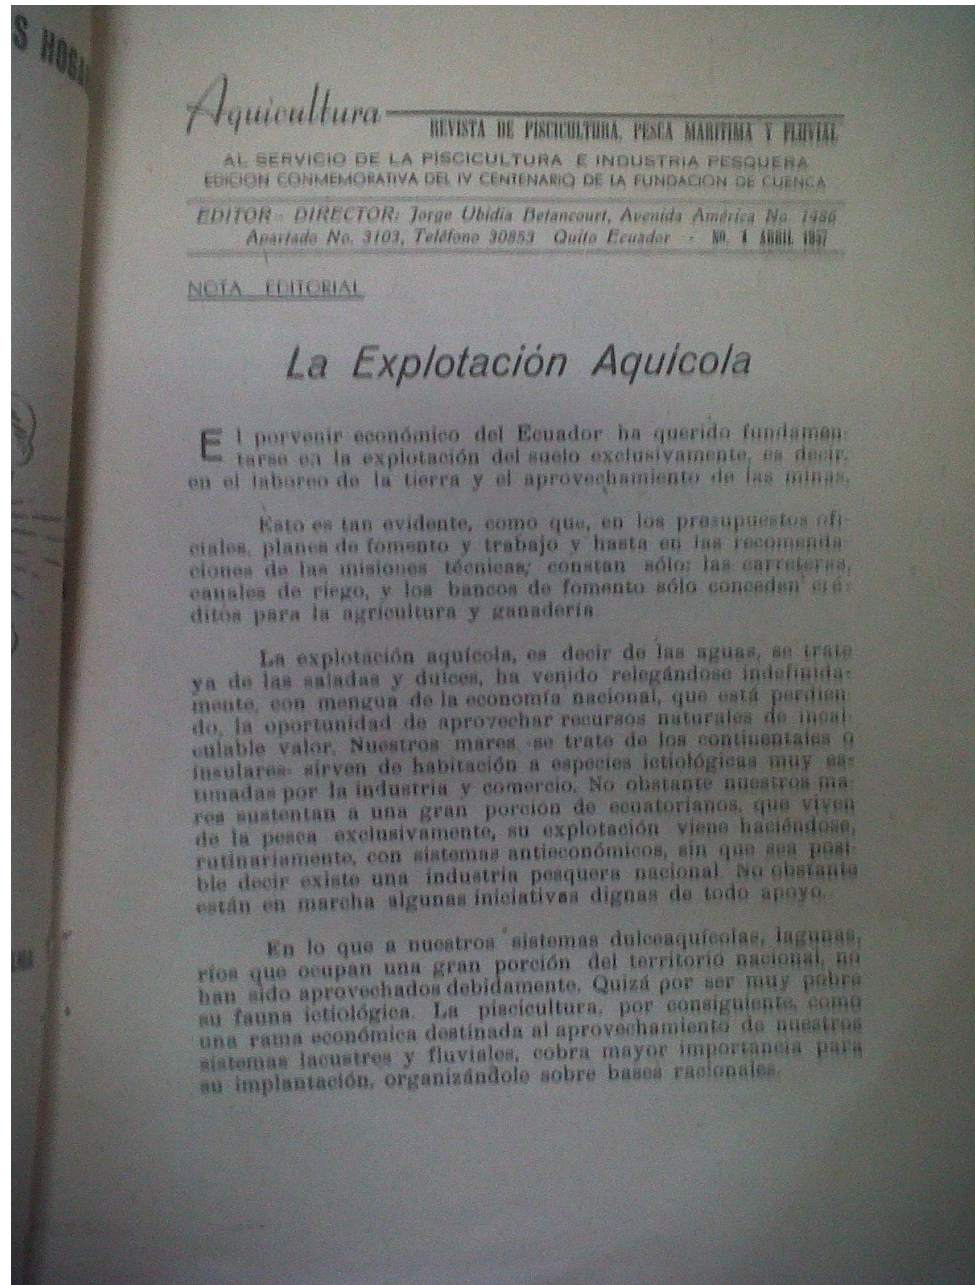 S HOGA
Aquicultura
REVISTA DE PISCICULTURA, PESCA MARITIMA Y FLUVIAL
AL SERVICIO DE LA PISCICULTURA E INDUSTRIA PESQUERA
EDICION CONMEMORATIVA DEL IV CENTENARIO DE LA FUNDACION DE CUENCA
EDITOR - DIRECTOR: Jorge Ubidia Betancourt, Avenida América No. 1486
Apartado No. 3103, Teléfono 30853 Quito Ecuador - No. 1 ABRIL 1957
NOTA EDITORIAL
La Explotación Aquícola
El porvenir económico del Ecuador ha querido fundamen-
tarse en la explotación del suelo exclusivamente, es decir,
en el laboreo de la tierra y el aprovechamiento de las minas.
Esto es tan evidente, como que, en los presupuestos ofi-
ciales, planes de fomento y trabajo y hasta en las recomenda-
ciones de las misiones técnicas; constan sólo: las carreteras,
canales de riego, y los bancos de fomento sólo conceden cré-
ditos para la agricultura y ganadería
La explotación aquícola, es decir de las aguas, se trate
ya de las saladas y dulces, ha venido relegándose indefinida-
mente, con mengua de la economía nacional, que está perdien-
do, la oportunidad de aprovechar recursos naturales de incal-
culable valor. Nuestros mares -se trate de los continentales o
insulares- sirven de habitación a especies ictiológicas muy es-
timadas por la industria y comercio. No obstante nuestros ma-
res sustentan a una gran porción de ecuatorianos, que viven
de la pesca exclusivamente, su explotación viene haciéndose,
rutinariamente, con sistemas antieconómicos, sin que sea posi-
ble decir existe una industria pesquera nacional. No obstante
están en marcha algunas iniciativas dignas de todo apoyo.
En lo que a nuestros sistemas dulceaquícolas, lagunas,
ríos que ocupan una gran porción del territorio nacional, no
han sido aprovechados debidamente. Quizá por ser muy pobre
su fauna ictiológica. La piscicultura, por consiguiente, como
una rama económica destinada al aprovechamiento de nuestros
sistemas lacustres y fluviales, cobra mayor importancia para
su implantación, organizándole sobre bases racionales.